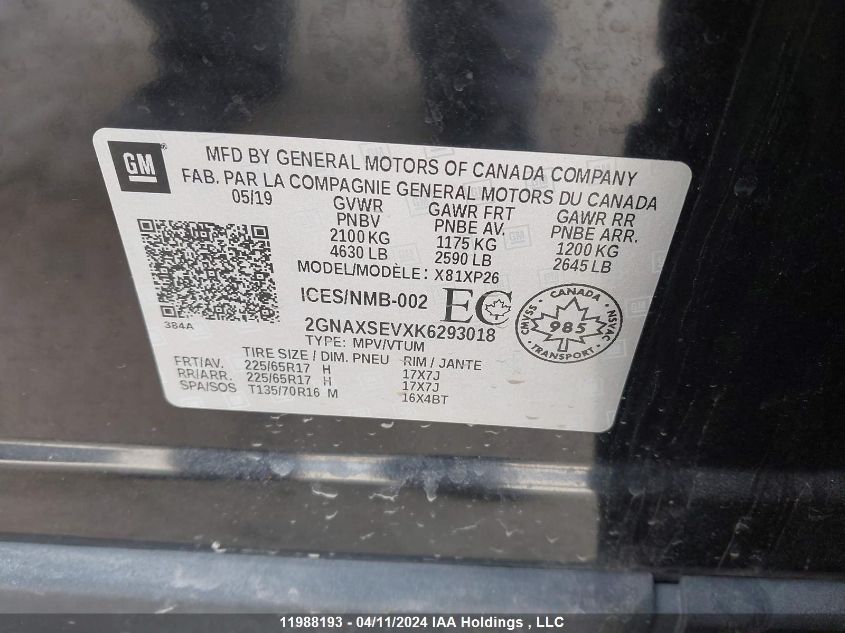 GM
MFD BY GENERAL MOTORS OF CANADA COMPANY
FAB. PAR LA COMPAGNIE GENERAL MOTORS DU CANADA
05/19 GVWR GAWR FRT GAWR RR
PNBV PNBE AV. PNBE ARR.
2100 KG 1175 KG 1200 KG
4630 LB 2590 LB 2645 LB
MODEL/MODÈLE: X81XP26
ICES/NMB-002 EC
384A
2GNAXSEVXK6293018
TYPE: MPV/VTUM
CANADA
CMVSS 985 NSVAC
TRANSPORT
TIRE SIZE / DIM. PNEU RIM / JANTE
FRT/AV. 225/65R17 H 17X7J
RR/ARR. 225/65R17 H 17X7J
SPA/SOS T135/70R16 M 16X4BT
11988193 - 04/11/2024 IAA Holdings , LLC